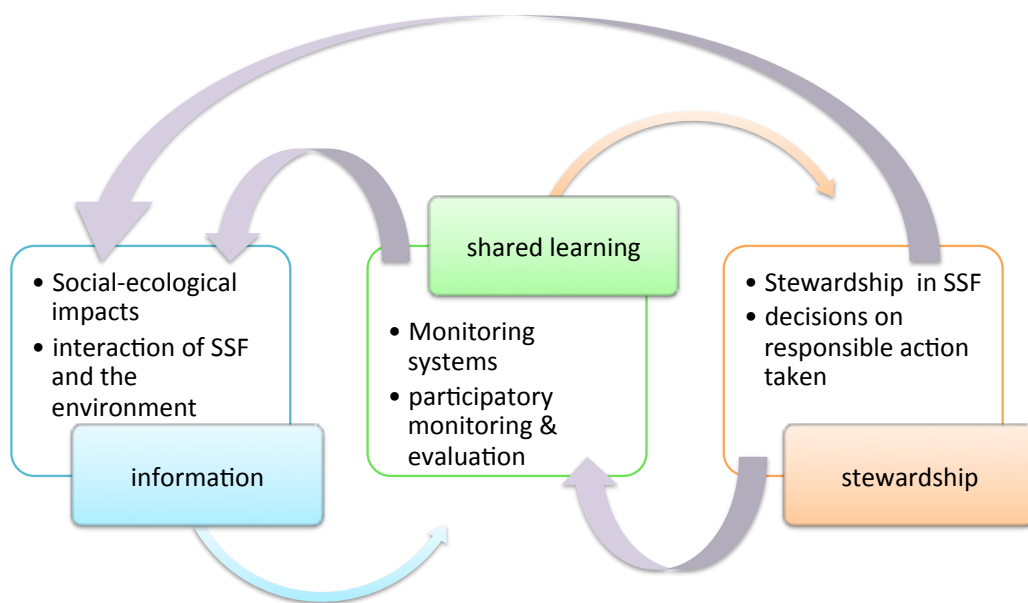 • Social-ecological
impacts
• interaction of SSF
and the
environment
information
shared learning
• Monitoring
systems
• participatory
monitoring &
evaluation
• Stewardship in SSF
• decisions on
responsible action
taken
stewardship